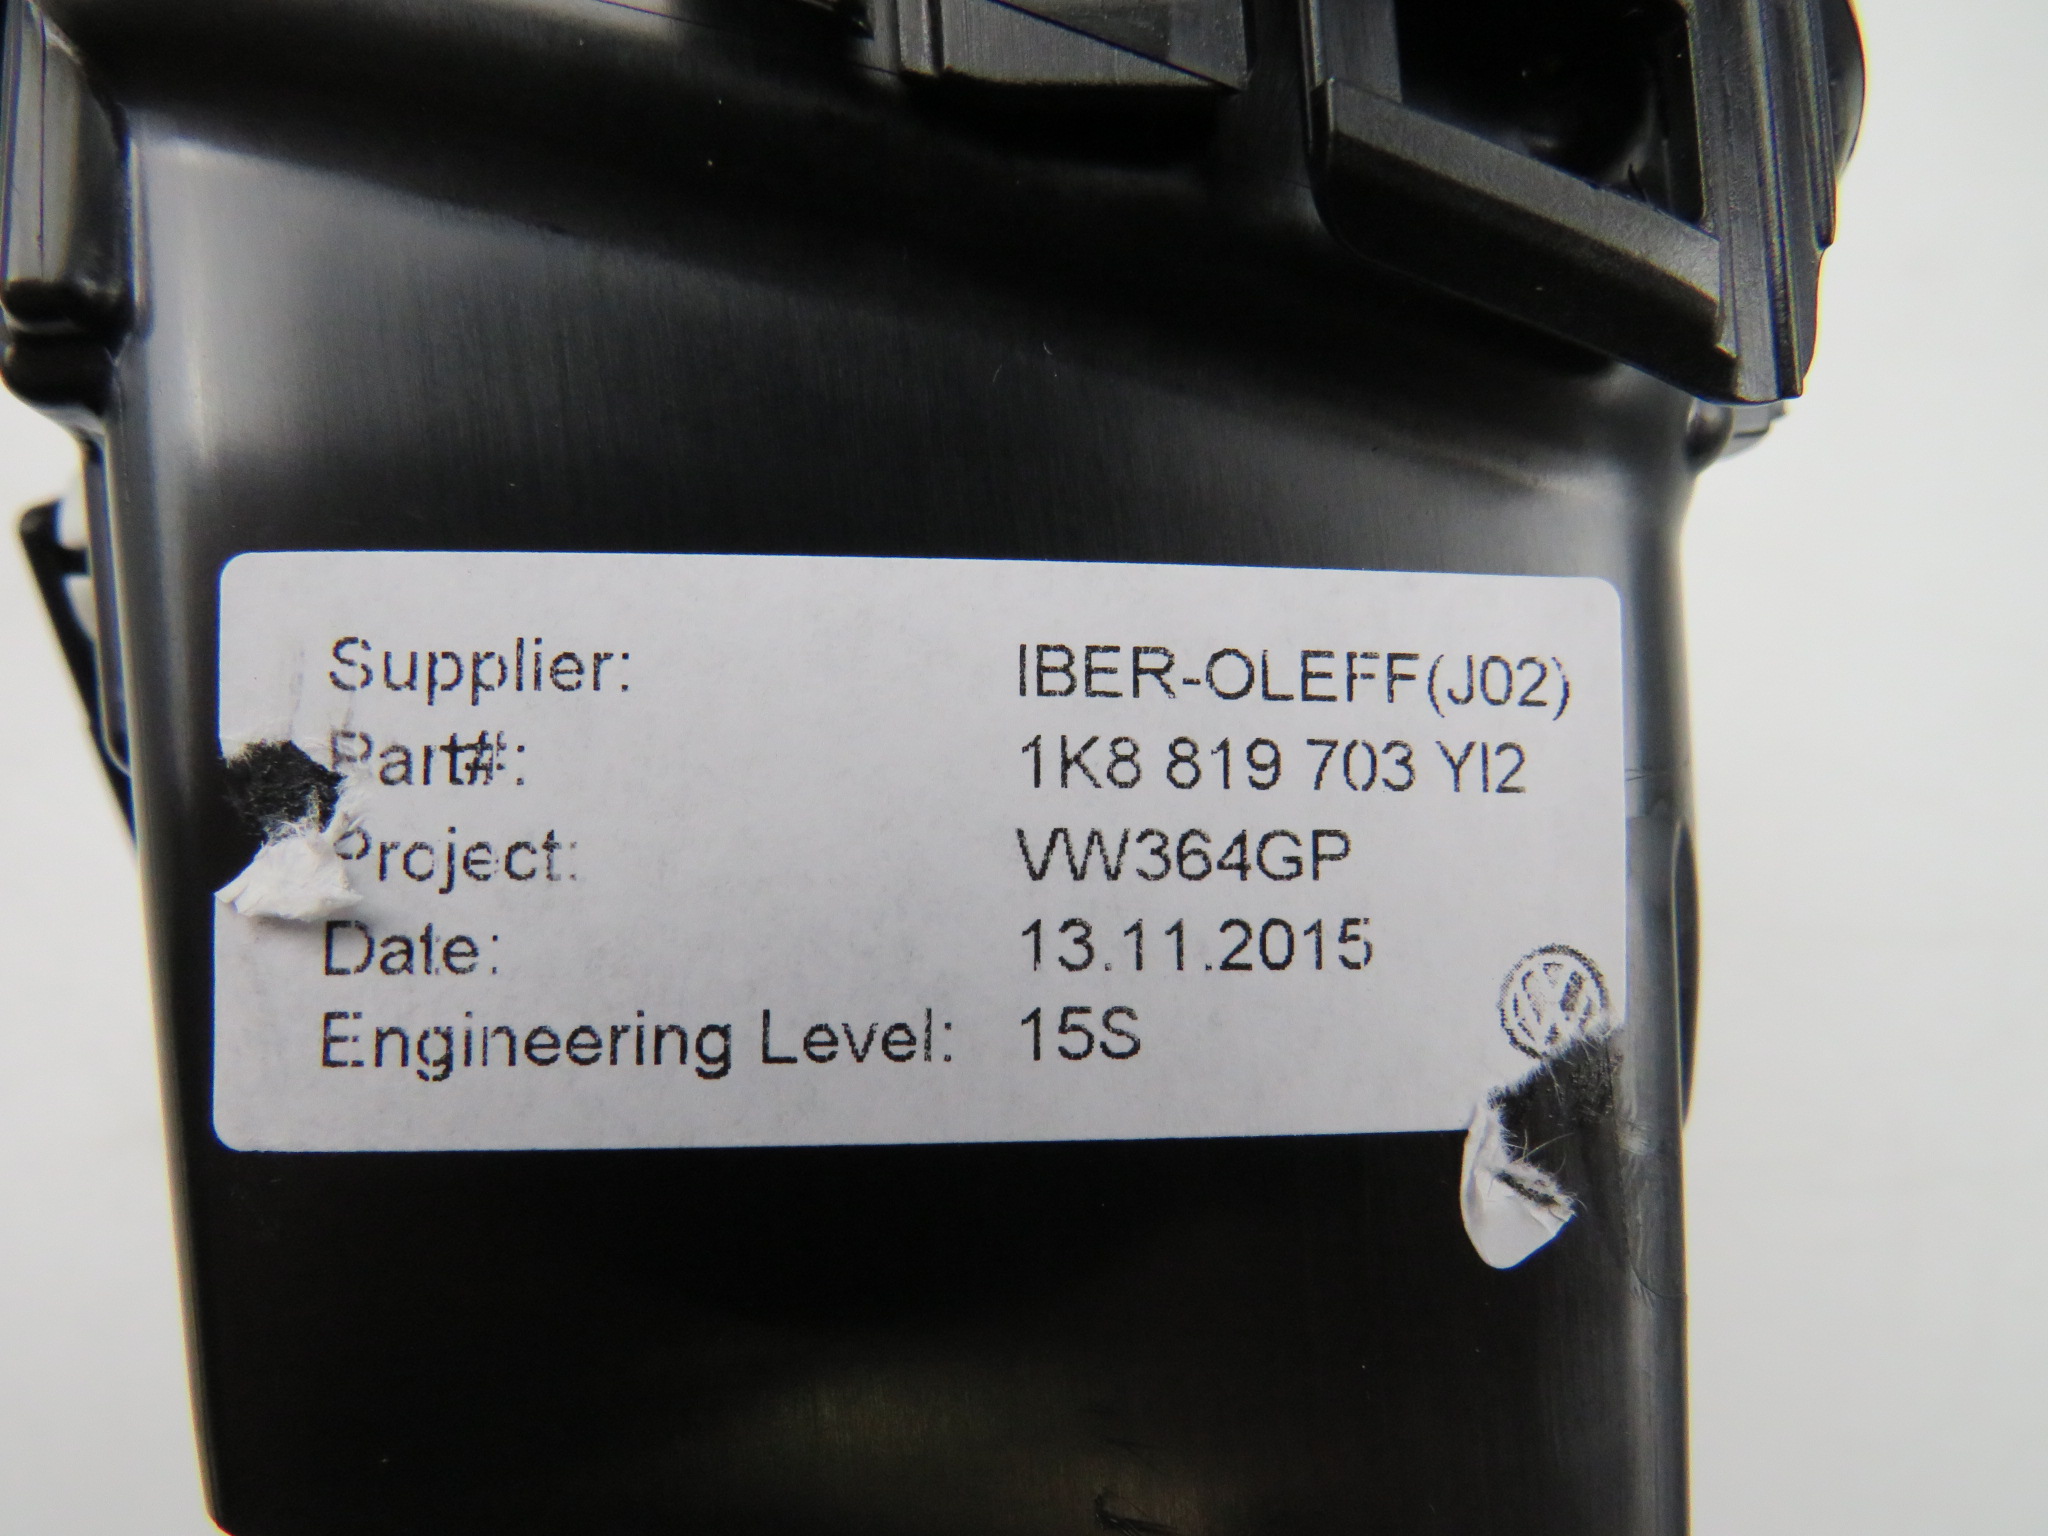 Supplier: IBER-OLEFF(J02)
Part#: 1K8 819 703 YI2
Project: VW364GP
Date: 13.11.2015
Engineering Level: 15S